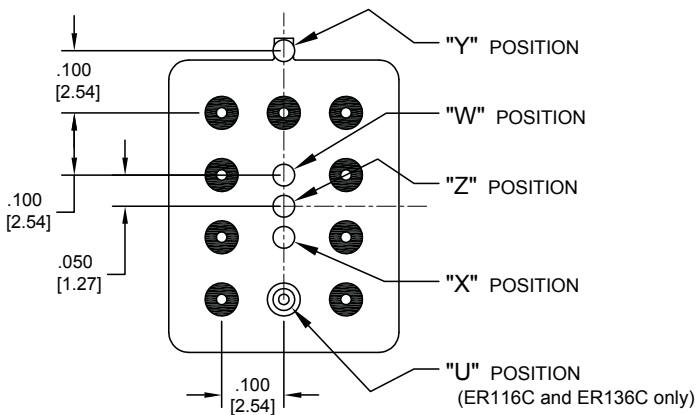 "Y" POSITION
.100
[2.54]
"W" POSITION
"Z" POSITION
.100
[2.54]
.050
[1.27]
"X" POSITION
"U" POSITION
(ER116C and ER136C only)
.100
[2.54]